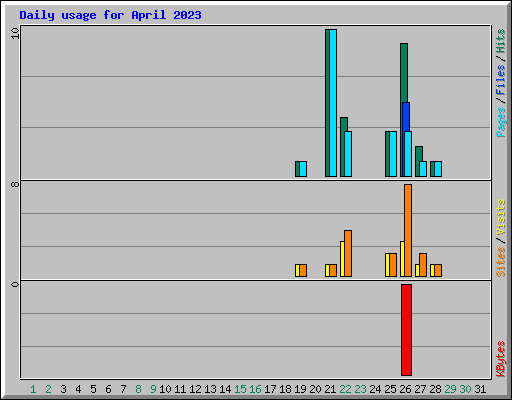 Daily usage for April 2023
10
8
0
Pages / Files / Hits
Sites / Visits
KBytes
1 2 3 4 5 6 7 8 9 10 11 12 13 14 15 16 17 18 19 20 21 22 23 24 25 26 27 28 29 30 31